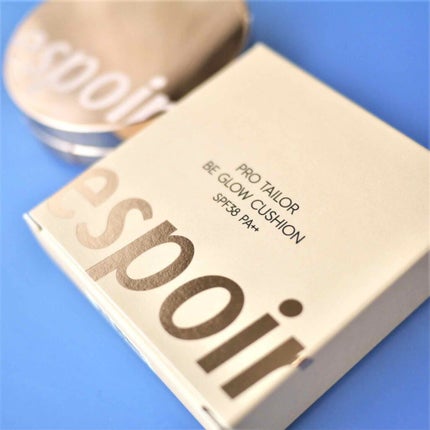 espoir
PRO TAILOR
BE GLOW CUSHION
SPF38 PA++
espoir